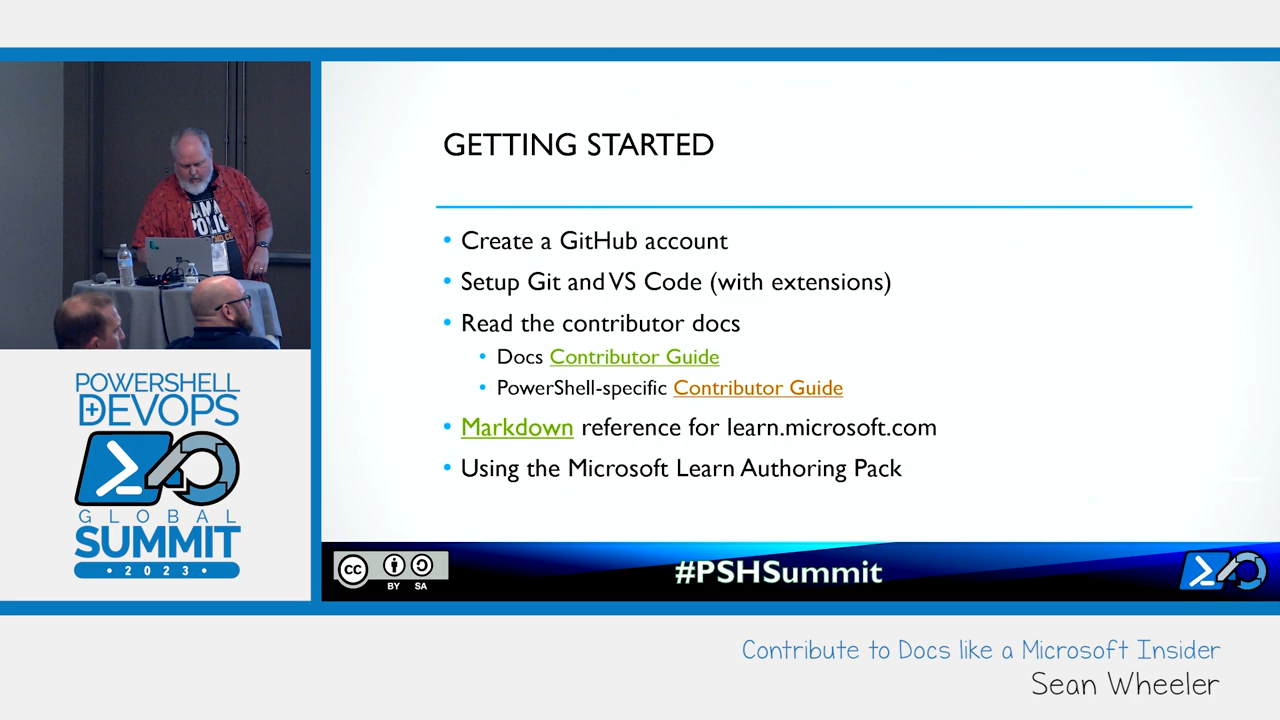 GETTING STARTED
• Create a GitHub account
• Setup Git and VS Code (with extensions)
• Read the contributor docs
• Docs Contributor Guide
• PowerShell-specific Contributor Guide
• Markdown reference for learn.microsoft.com
• Using the Microsoft Learn Authoring Pack
POWERSHELL
+DEVOPS
GLOBAL
SUMMIT
• 2023 •
cc
BY SA
#PSHSummit
Contribute to Docs like a Microsoft Insider
Sean Wheeler